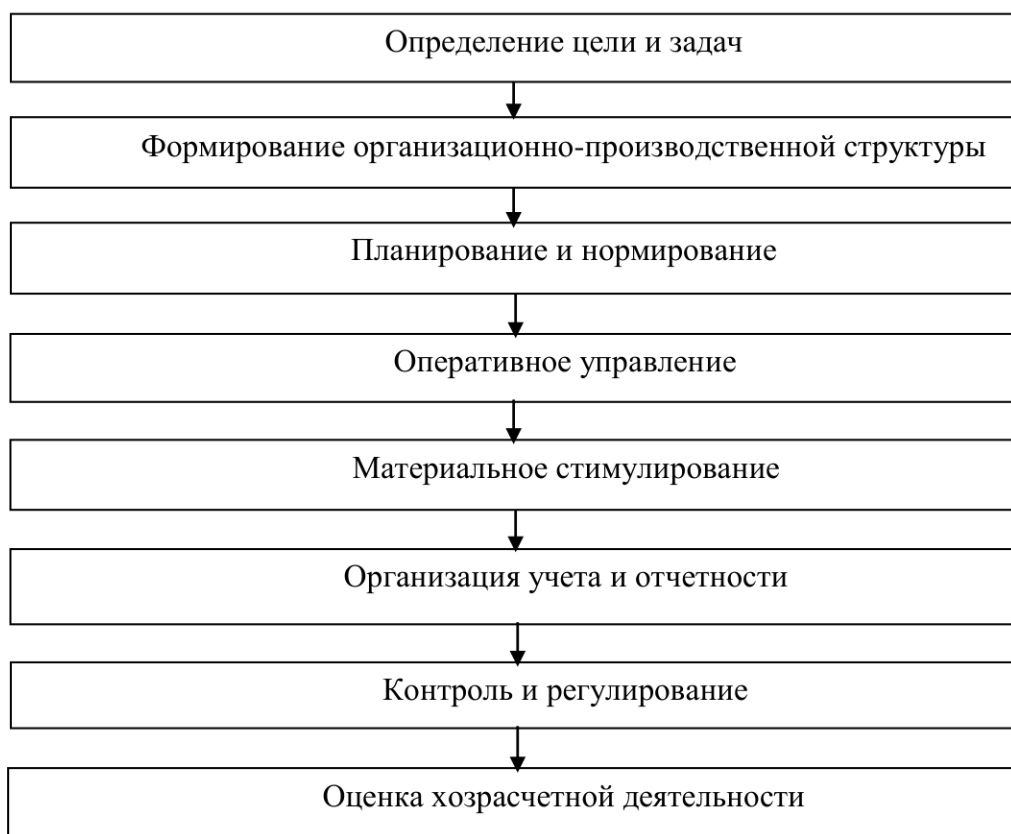 Определение цели и задач
Формирование организационно-производственной структуры
Планирование и нормирование
Оперативное управление
Материальное стимулирование
Организация учета и отчетности
Контроль и регулирование
Оценка хозрасчетной деятельности